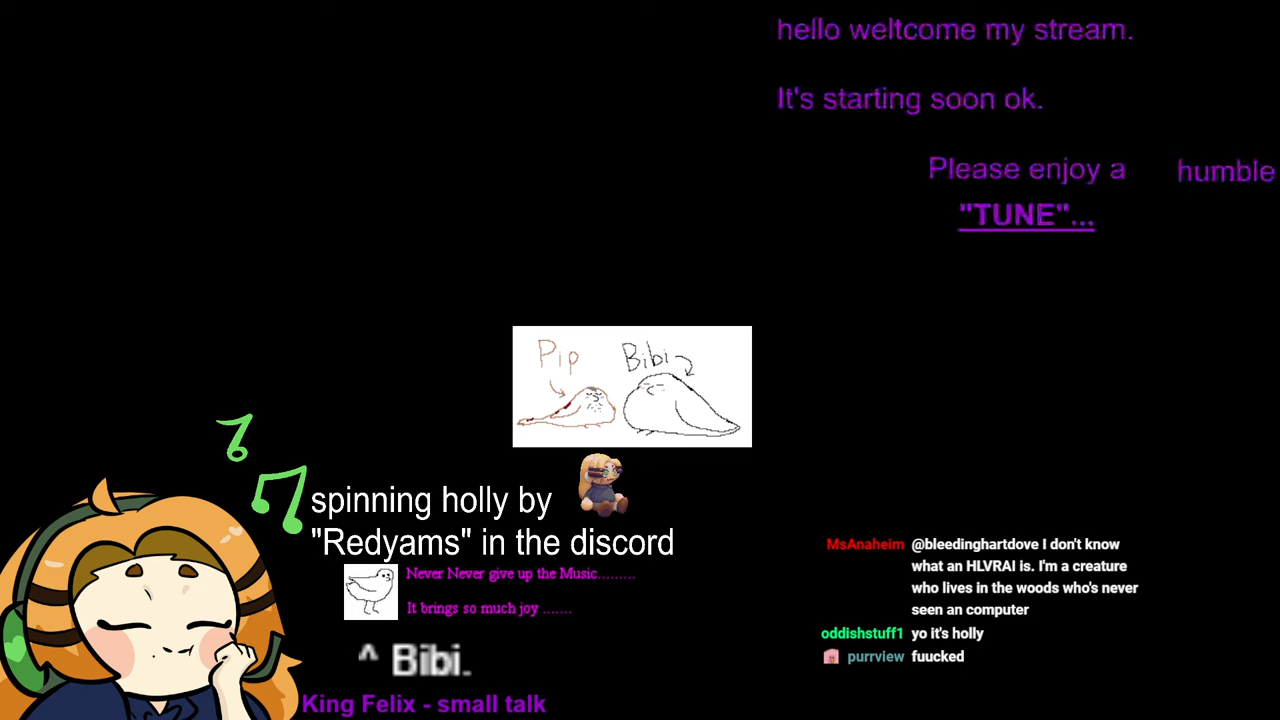 hello weltcome my stream.
It's starting soon ok.
Please enjoy a humble
"TUNE"...
Pip
Bibi
spinning holly by
"Redyams" in the discord
Never Never give up the Music.........
It brings so much joy .......
^ Bibi.
King Felix - small talk
MsAnaheim @bleedinghartdove I don't know
what an HLVRAI is. I'm a creature
who lives in the woods who's never
seen an computer
oddishstuff1 yo it's holly
purrview fuucked